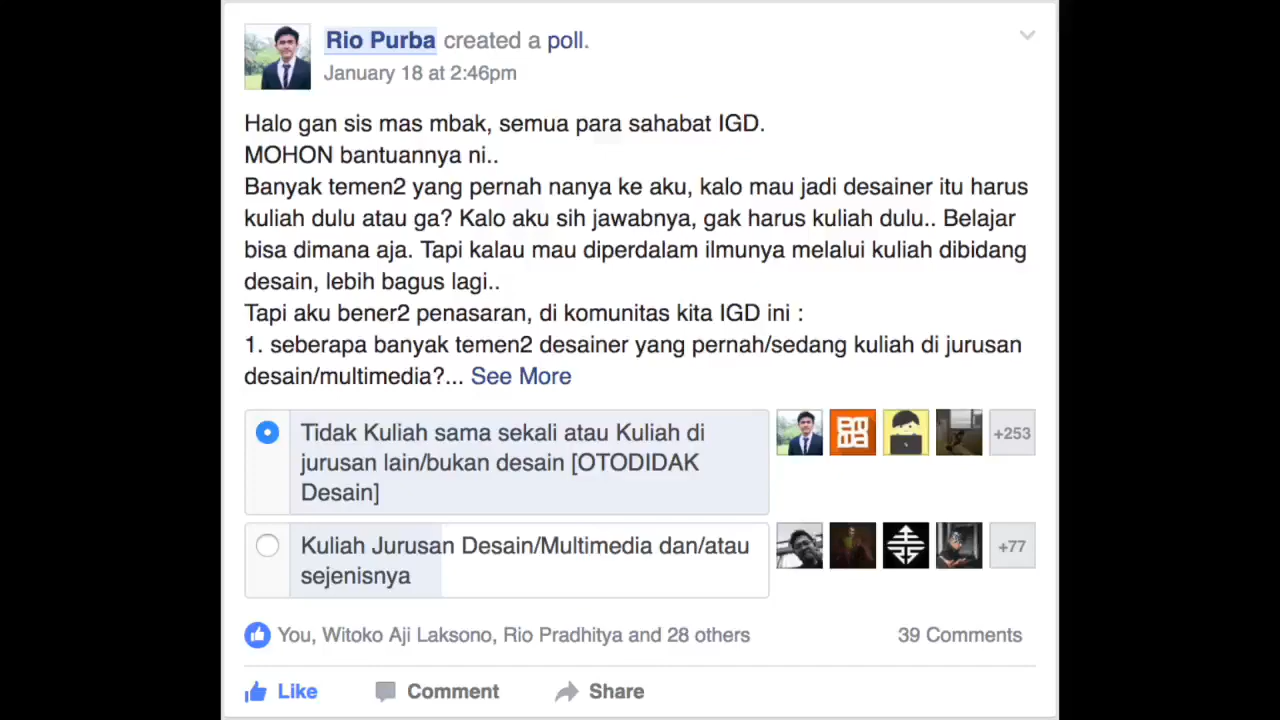 Rio Purba created a poll.
January 18 at 2:46pm
Halo gan sis mas mbak, semua para sahabat IGD.
MOHON bantuannya ni..
Banyak temen2 yang pernah nanya ke aku, kalo mau jadi desainer itu harus
kuliah dulu atau ga? Kalo aku sih jawabnya, gak harus kuliah dulu.. Belajar
bisa dimana aja. Tapi kalau mau diperdalam ilmunya melalui kuliah dibidang
desain, lebih bagus lagi..
Tapi aku bener2 penasaran, di komunitas kita IGD ini :
1. seberapa banyak temen2 desainer yang pernah/sedang kuliah di jurusan
desain/multimedia?... See More
Tidak Kuliah sama sekali atau Kuliah di
jurusan lain/bukan desain [OTODIDAK
Desain]
+253
Kuliah Jurusan Desain/Multimedia dan/atau
sejenisnya
+77
You, Witoko Aji Laksono, Rio Pradhitya and 28 others
39 Comments
Like
Comment
Share